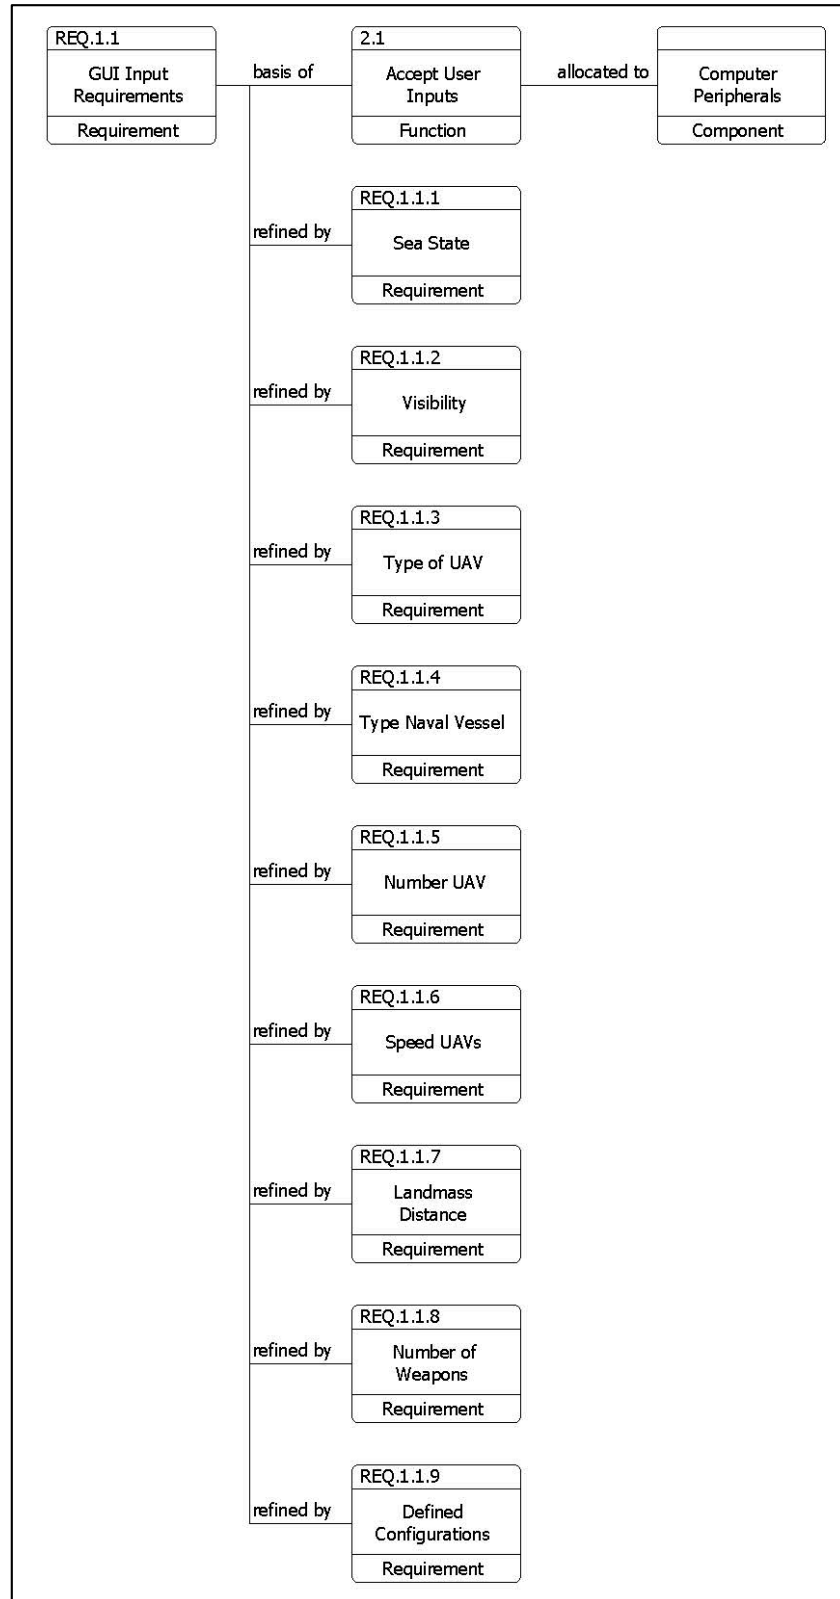 REQ.1.1
GUI Input
Requirements
Requirement
basis of
2.1
Accept User
Inputs
Function
allocated to
Computer
Peripherals
Component
refined by
REQ.1.1.1
Sea State
Requirement
refined by
REQ.1.1.2
Visibility
Requirement
refined by
REQ.1.1.3
Type of UAV
Requirement
refined by
REQ.1.1.4
Type Naval Vessel
Requirement
refined by
REQ.1.1.5
Number UAV
Requirement
refined by
REQ.1.1.6
Speed UAVs
Requirement
refined by
REQ.1.1.7
Landmass
Distance
Requirement
refined by
REQ.1.1.8
Number of
Weapons
Requirement
refined by
REQ.1.1.9
Defined
Configurations
Requirement